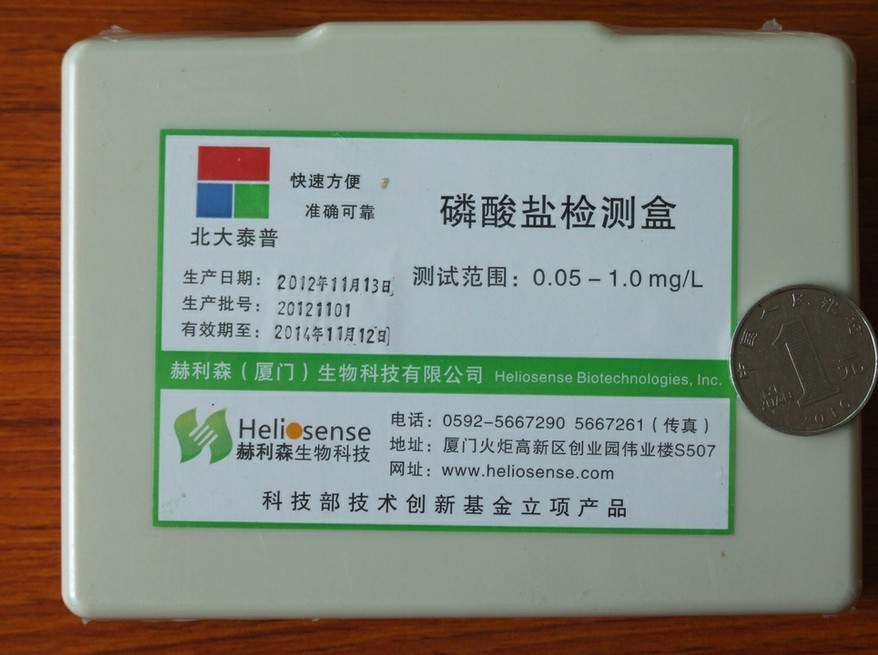 快速方便
准确可靠
北大泰普
磷酸盐检测盒
测试范围：0.05－1.0 mg/L
生产日期：2012年11月13日
生产批号：20121101
有效期至：2014年11月12日
赫利森（厦门）生物科技有限公司 Heliosense Biotechnologies, Inc.
Heliosense
赫利森生物科技
电话：0592-5667290 5667261（传真）
地址：厦门火炬高新区创业园伟业楼S507
网址：www.heliosense.com
科技部技术创新基金立项产品
1
元